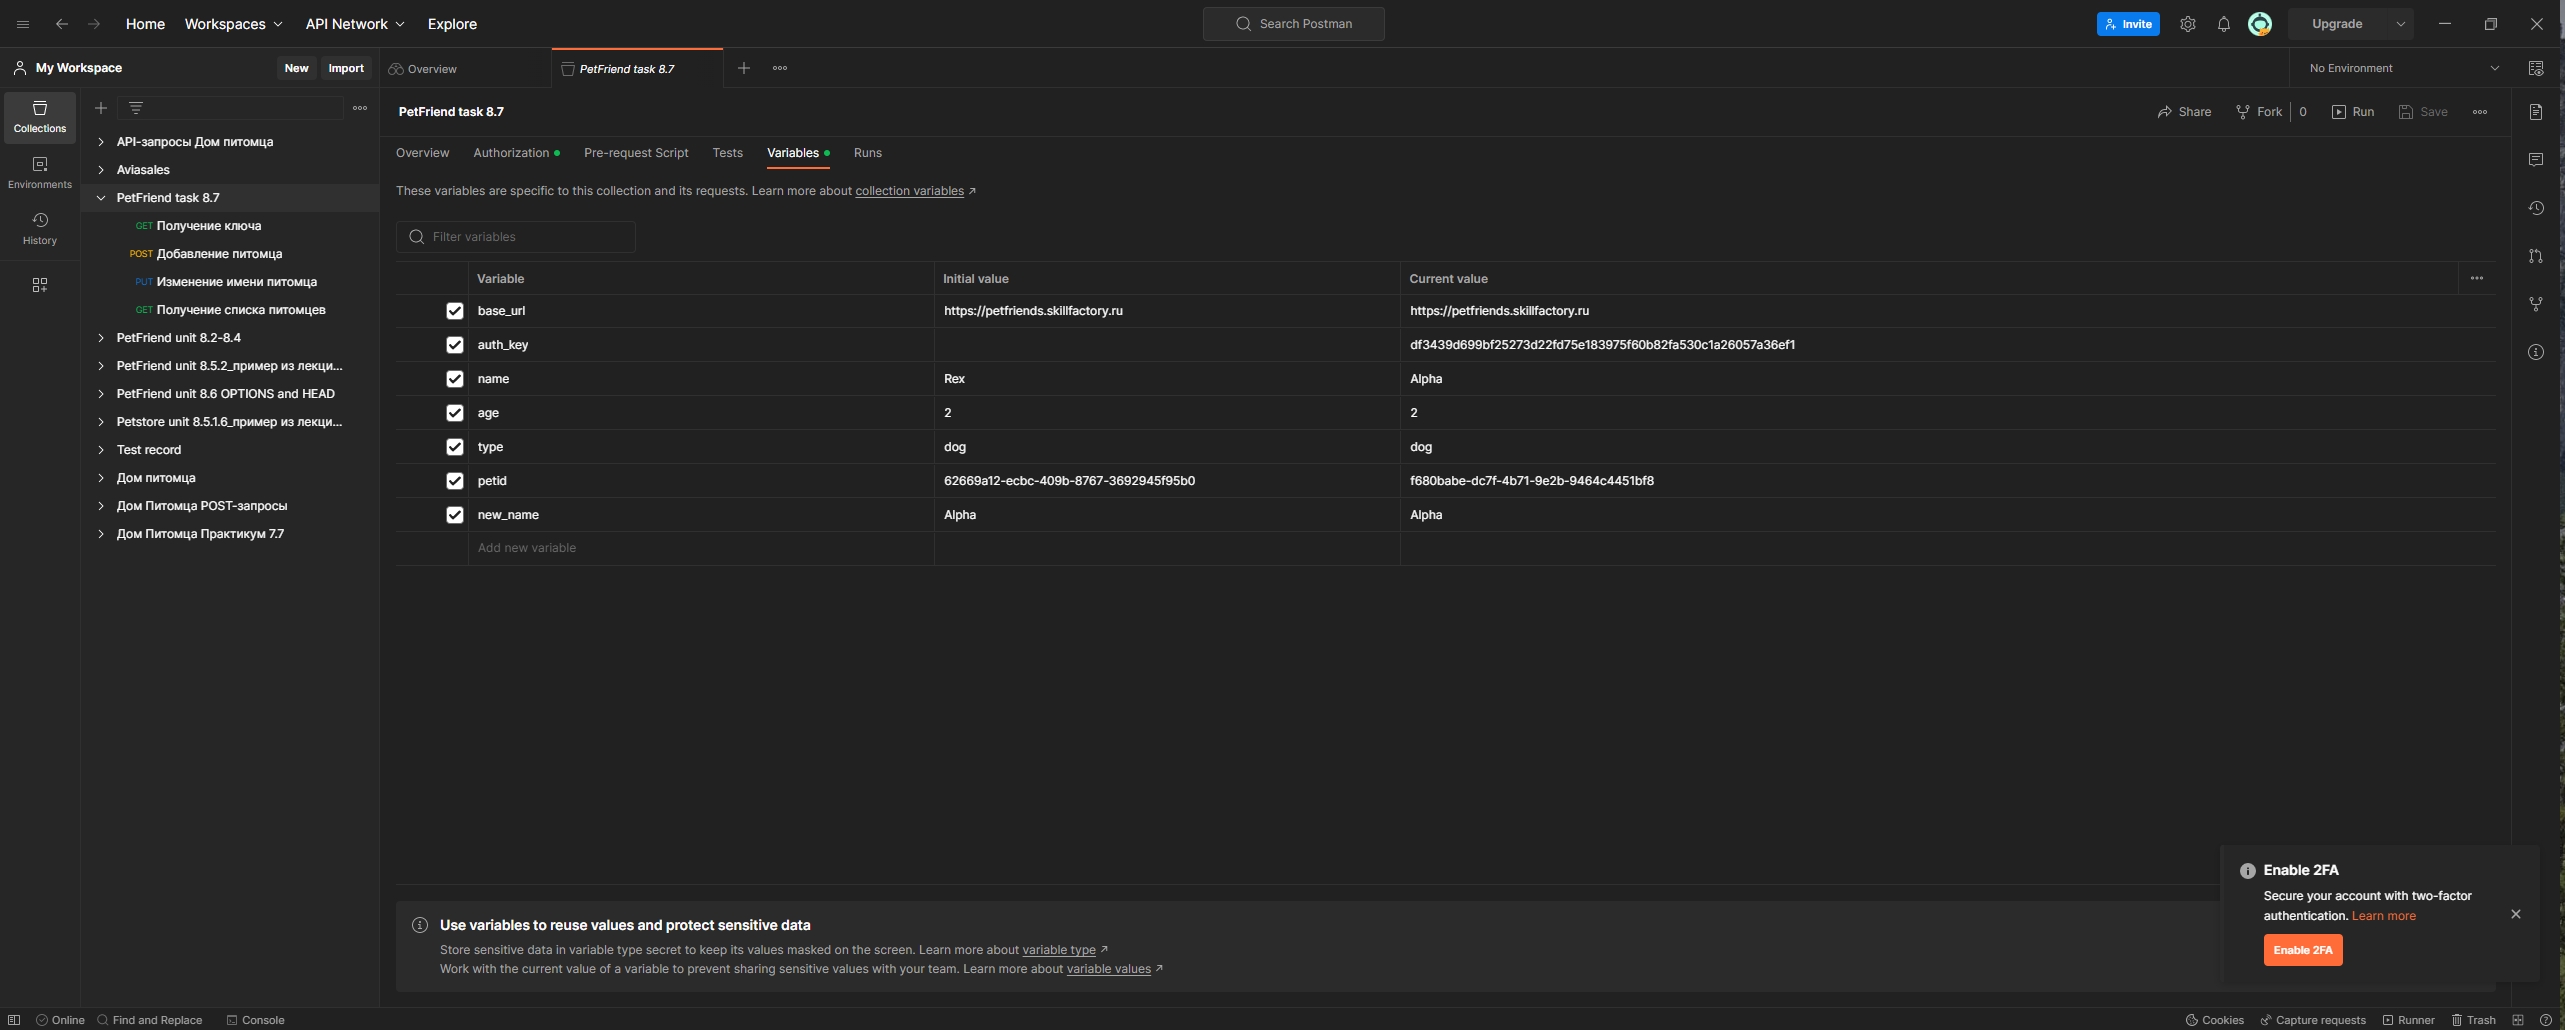 Home Workspaces API Network Explore Search Postman Invite Upgrade
My Workspace New Import Overview PetFriend task 8.7 No Environment
Collections
Environments
History
API-запросы Дом питомца
Aviasales
PetFriend task 8.7
GET Получение ключа
POST Добавление питомца
PUT Изменение имени питомца
GET Получение списка питомцев
PetFriend unit 8.2-8.4
PetFriend unit 8.5.2_пример из лекци...
PetFriend unit 8.6 OPTIONS and HEAD
Petstore unit 8.5.1.6_пример из лекци...
Test record
Дом питомца
Дом Питомца POST-запросы
Дом Питомца Практикум 7.7
PetFriend task 8.7 Share Fork 0 Run Save
Overview Authorization Pre-request Script Tests Variables Runs
These variables are specific to this collection and its requests. Learn more about collection variables ↗
Filter variables
Variable Initial value Current value
base_url https://petfriends.skillfactory.ru https://petfriends.skillfactory.ru
auth_key df3439d699bf25273d22fd75e183975f60b82fa530c1a26057a36ef1
name Rex Alpha
age 2 2
type dog dog
petid 62669a12-ecbc-409b-8767-3692945f95b0 f680babe-dc7f-4b71-9e2b-9464c4451bf8
new_name Alpha Alpha
Add new variable
Use variables to reuse values and protect sensitive data
Store sensitive data in variable type secret to keep its values masked on the screen. Learn more about variable type ↗
Work with the current value of a variable to prevent sharing sensitive values with your team. Learn more about variable values ↗
Enable 2FA
Secure your account with two-factor
authentication. Learn more
Enable 2FA
Online Find and Replace Console Cookies Capture requests Runner Trash